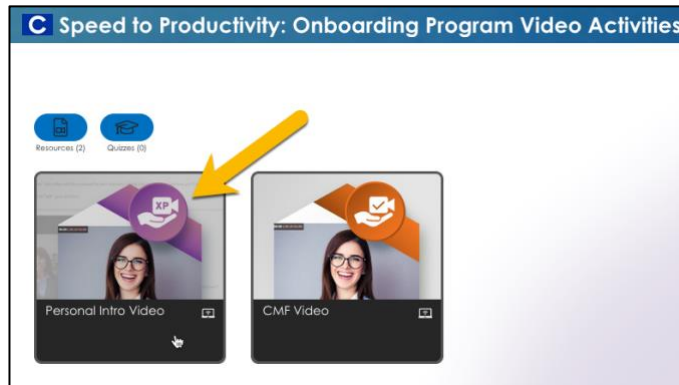 C Speed to Productivity: Onboarding Program Video Activities
Resources (2) Quizzes (0)
XP
Personal Intro Video
CMF Video